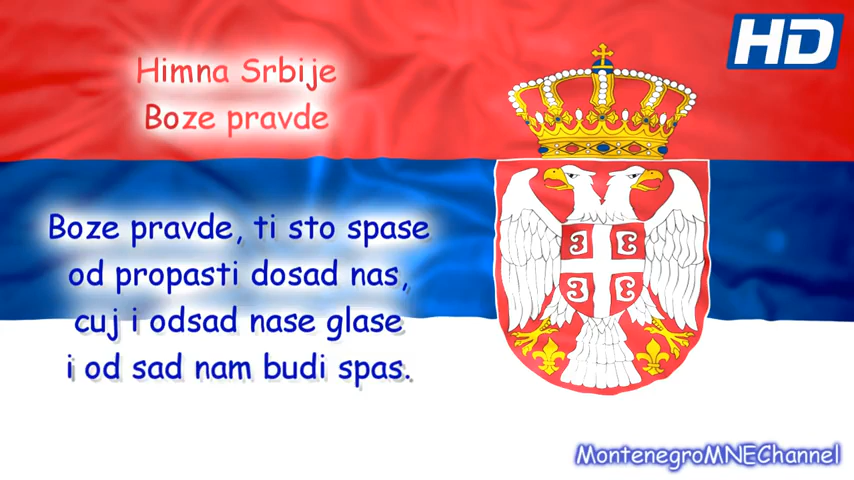 HD
Himna Srbije
Boze pravde
Boze pravde, ti sto spase
od propasti dosad nas,
cuj i odsad nase glase
i od sad nam budi spas.
MontenegroMNEChannel